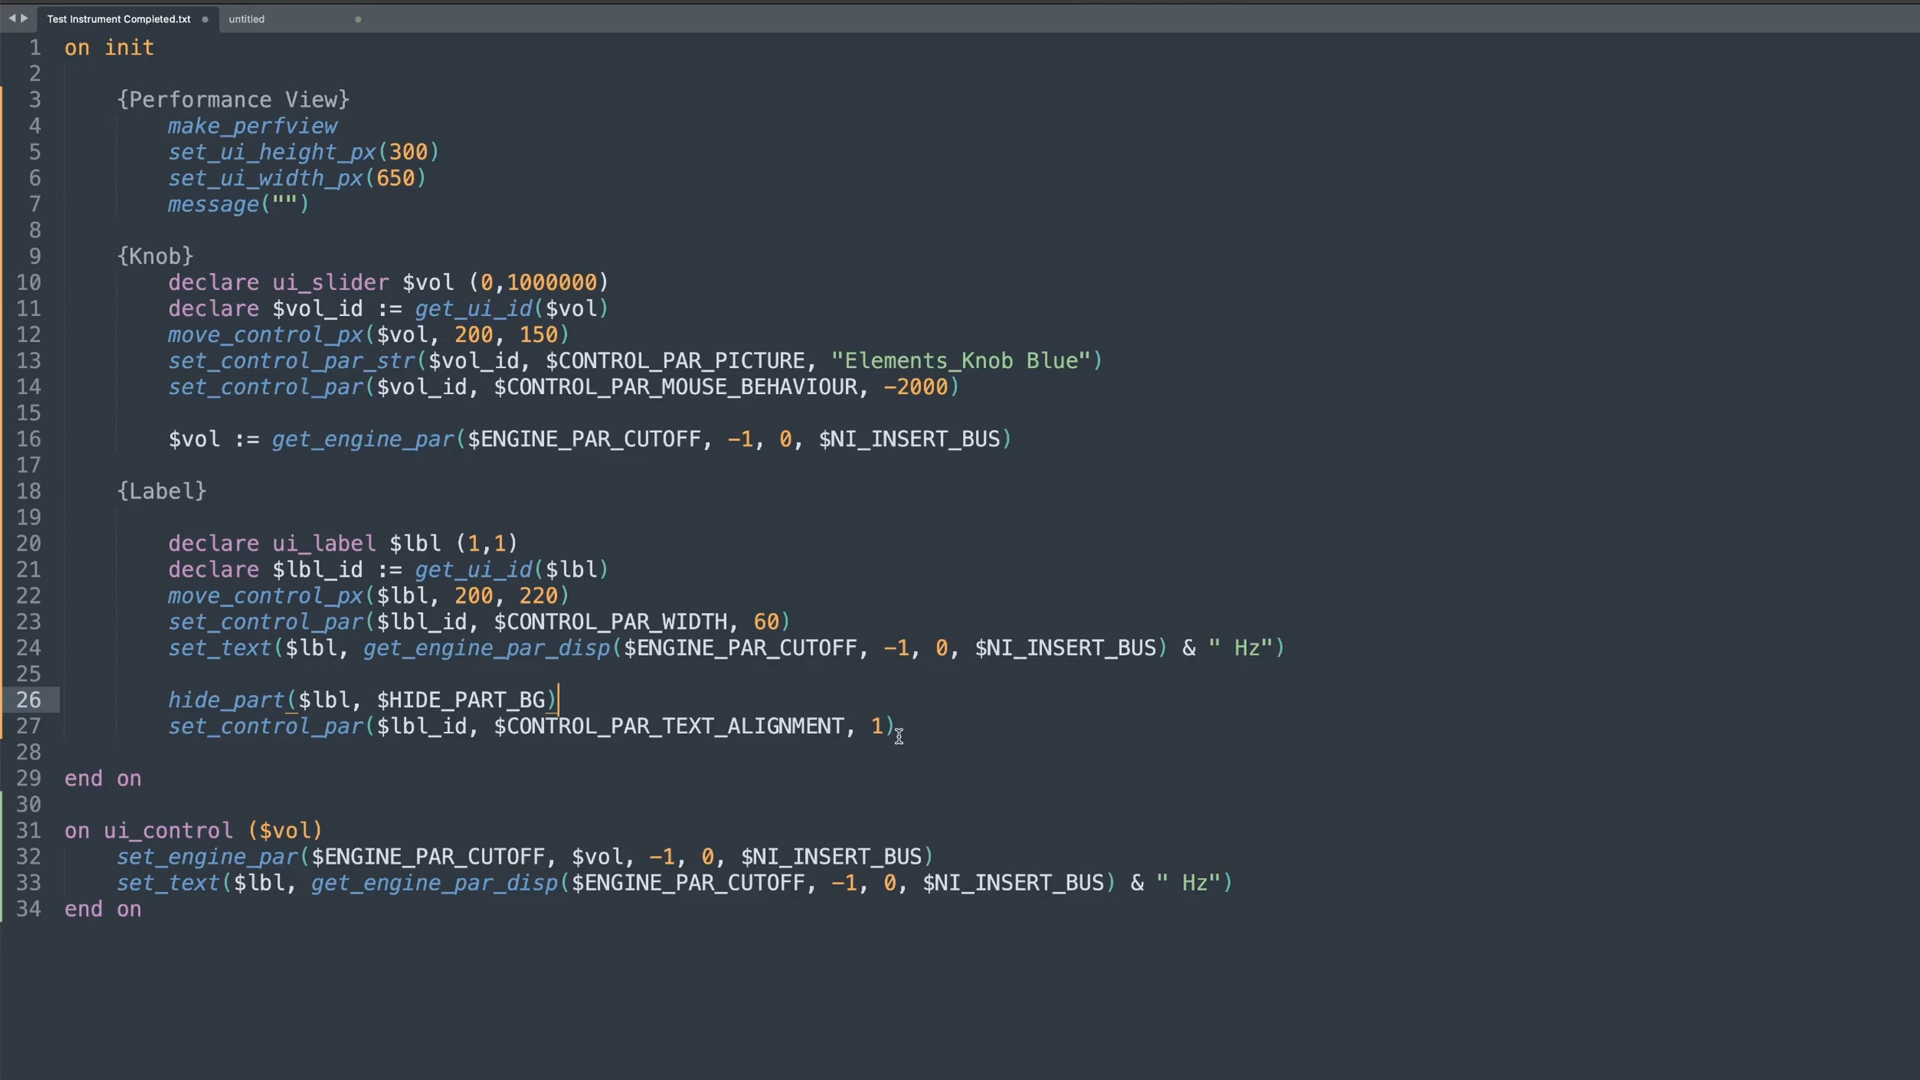 Test Instrument Completed.txt
untitled
1 on init
2
3 {Performance View}
4 make_perfview
5 set_ui_height_px(300)
6 set_ui_width_px(650)
7 message("")
8
9 {Knob}
10 declare ui_slider $vol (0,1000000)
11 declare $vol_id := get_ui_id($vol)
12 move_control_px($vol, 200, 150)
13 set_control_par_str($vol_id, $CONTROL_PAR_PICTURE, "Elements_Knob Blue")
14 set_control_par($vol_id, $CONTROL_PAR_MOUSE_BEHAVIOUR, -2000)
15
16 $vol := get_engine_par($ENGINE_PAR_CUTOFF, -1, 0, $NI_INSERT_BUS)
17
18 {Label}
19
20 declare ui_label $lbl (1,1)
21 declare $lbl_id := get_ui_id($lbl)
22 move_control_px($lbl, 200, 220)
23 set_control_par($lbl_id, $CONTROL_PAR_WIDTH, 60)
24 set_text($lbl, get_engine_par_disp($ENGINE_PAR_CUTOFF, -1, 0, $NI_INSERT_BUS) & " Hz")
25
26 hide_part($lbl, $HIDE_PART_BG)
27 set_control_par($lbl_id, $CONTROL_PAR_TEXT_ALIGNMENT, 1)
28
29 end on
30
31 on ui_control ($vol)
32 set_engine_par($ENGINE_PAR_CUTOFF, $vol, -1, 0, $NI_INSERT_BUS)
33 set_text($lbl, get_engine_par_disp($ENGINE_PAR_CUTOFF, -1, 0, $NI_INSERT_BUS) & " Hz")
34 end on